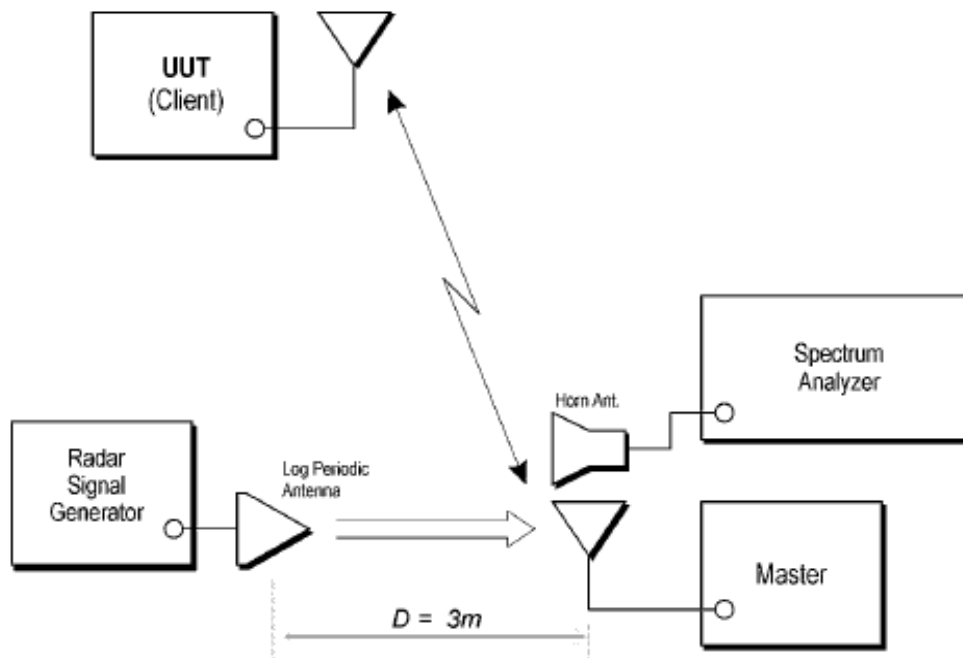 UUT
(Client)
Spectrum
Analyzer
Horn Ant.
Radar
Signal
Generator
Log Periodic
Antenna
Master
D = 3m